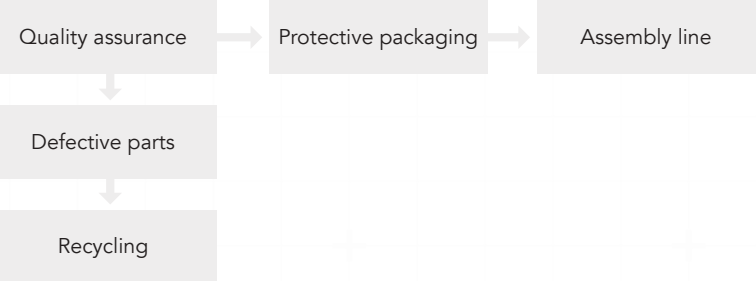 Quality assurance
Protective packaging
Assembly line
Defective parts
Recycling